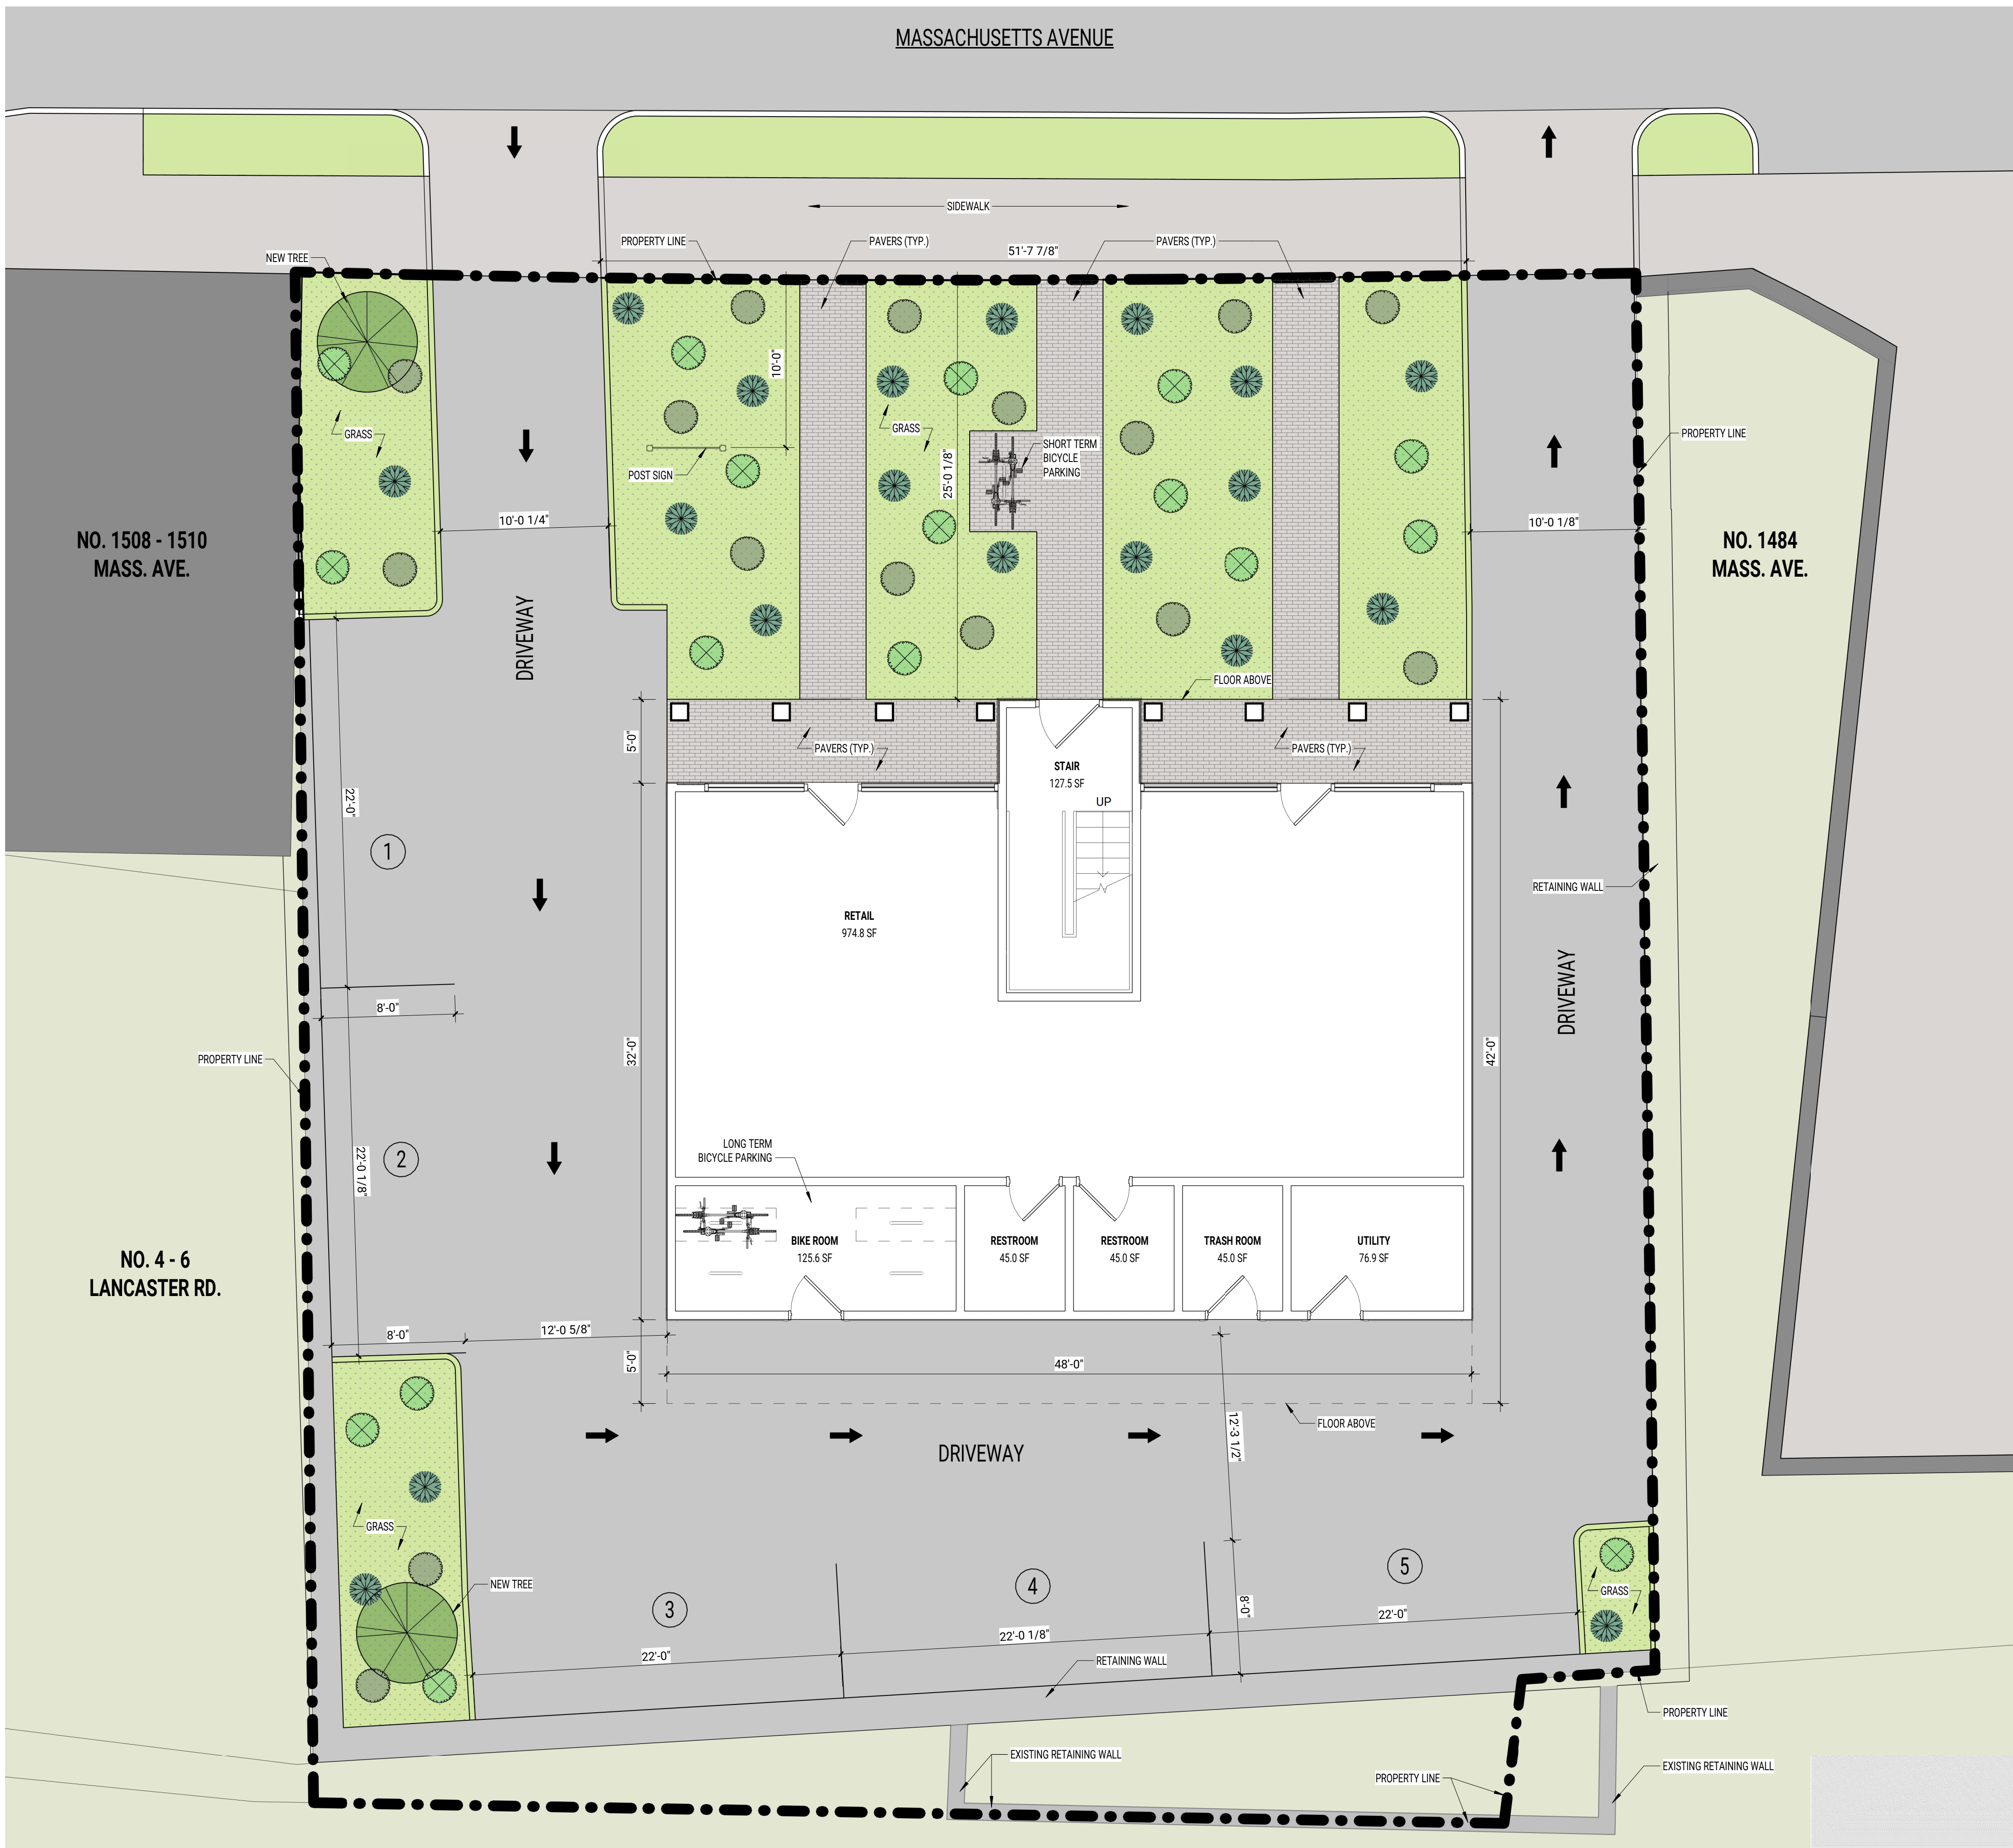 MASSACHUSETTS AVENUE
SIDEWALK
PROPERTY LINE
PAVERS (TYP.)
PAVERS (TYP.)
51'-7 7/8"
NEW TREE
10'-0"
GRASS
GRASS
POST SIGN
25'-0 1/8"
SHORT TERM
BICYCLE
PARKING
PROPERTY LINE
10'-0 1/4"
10'-0 1/8"
NO. 1508 - 1510
MASS. AVE.
NO. 1484
MASS. AVE.
DRIVEWAY
FLOOR ABOVE
5'-0"
PAVERS (TYP.)
PAVERS (TYP.)
STAIR
127.5 SF
UP
22'-0"
1
RETAINING WALL
RETAIL
974.8 SF
DRIVEWAY
8'-0"
PROPERTY LINE
32'-0"
42'-0"
LONG TERM
BICYCLE PARKING
2
22'-0 1/8"
BIKE ROOM
125.6 SF
RESTROOM
45.0 SF
RESTROOM
45.0 SF
TRASH ROOM
45.0 SF
UTILITY
76.9 SF
NO. 4 - 6
LANCASTER RD.
8'-0"
12'-0 5/8"
5'-0"
48'-0"
FLOOR ABOVE
12'-3 1/2"
DRIVEWAY
GRASS
NEW TREE
3
4
5
GRASS
8'-0"
22'-0"
22'-0 1/8"
22'-0"
RETAINING WALL
PROPERTY LINE
EXISTING RETAINING WALL
EXISTING RETAINING WALL
PROPERTY LINE